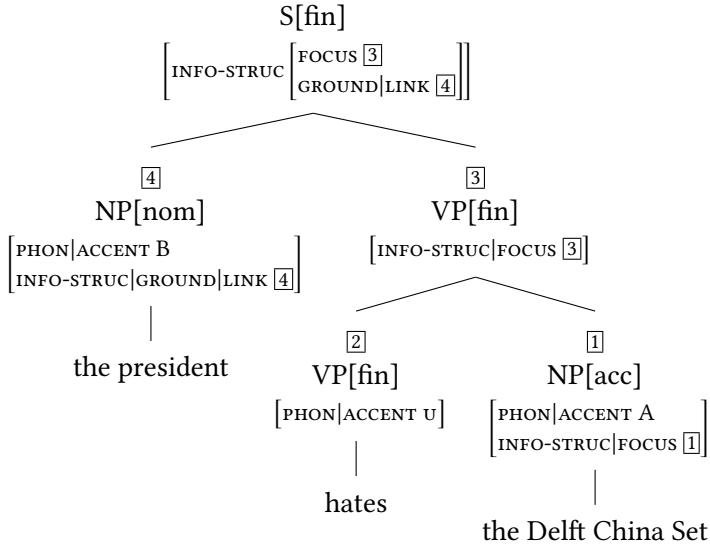 S[fin]
[INFO-STRUC [FOCUS 3
GROUND|LINK 4]]
4 3
NP[nom] VP[fin]
[PHON|ACCENT B
INFO-STRUC|GROUND|LINK 4]
[INFO-STRUC|FOCUS 3]
the president
2 1
VP[fin] NP[acc]
[PHON|ACCENT U]
[PHON|ACCENT A
INFO-STRUC|FOCUS 1]
hates
the Delft China Set